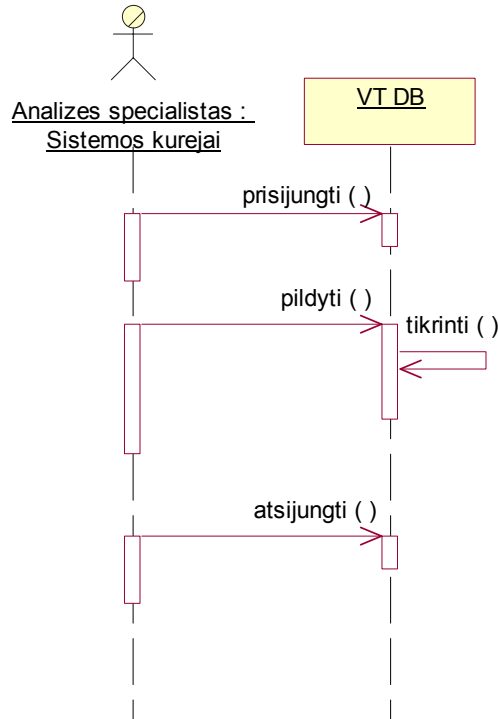 Analizes specialistas :
Sistemos kurejai
VT DB
prisijungti ( )
pildyti ( )
tikrinti ( )
atsijungti ( )